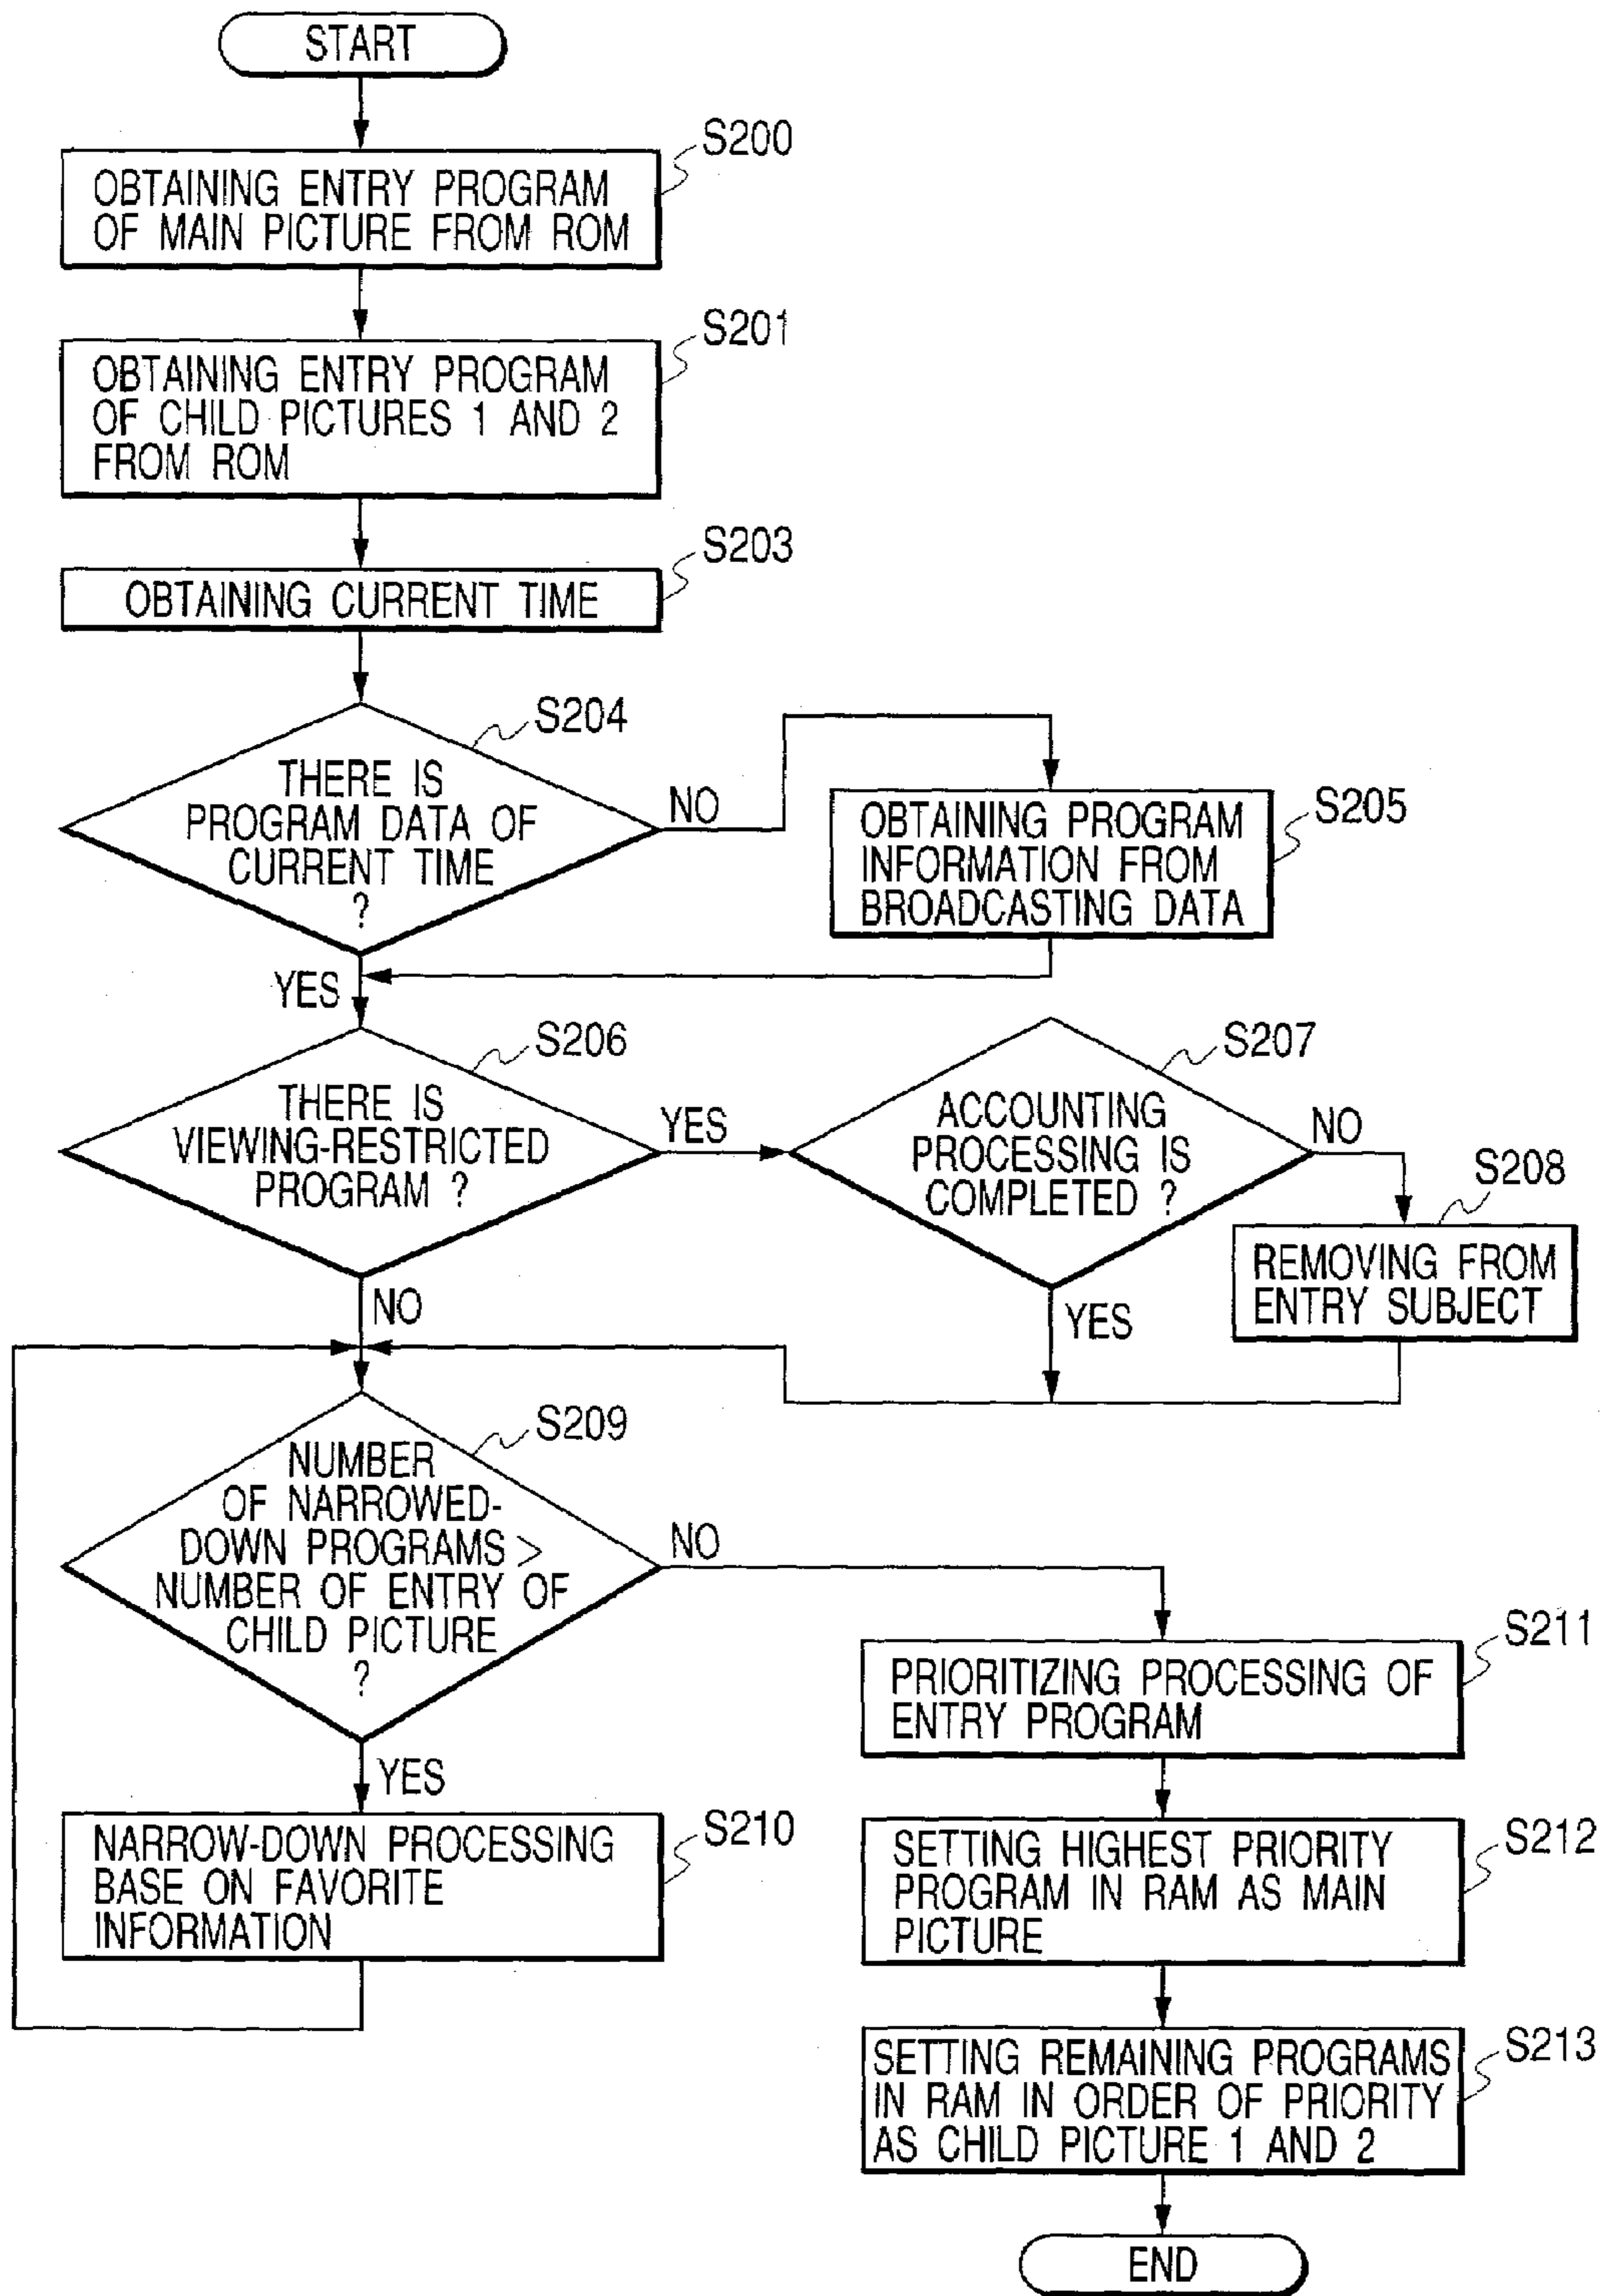 START
S200
OBTAINING ENTRY PROGRAM
OF MAIN PICTURE FROM ROM
S201
OBTAINING ENTRY PROGRAM
OF CHILD PICTURES 1 AND 2
FROM ROM
S203
OBTAINING CURRENT TIME
S204
THERE IS
PROGRAM DATA OF
CURRENT TIME
?
NO
S205
OBTAINING PROGRAM
INFORMATION FROM
BROADCASTING DATA
YES
S206
THERE IS
VIEWING-RESTRICTED
PROGRAM ?
YES
S207
ACCOUNTING
PROCESSING IS
COMPLETED ?
NO
S208
REMOVING FROM
ENTRY SUBJECT
YES
NO
S209
NUMBER
OF NARROWED-
DOWN PROGRAMS >
NUMBER OF ENTRY OF
CHILD PICTURE
?
NO
YES
S210
NARROW-DOWN PROCESSING
BASE ON FAVORITE
INFORMATION
S211
PRIORITIZING PROCESSING OF
ENTRY PROGRAM
S212
SETTING HIGHEST PRIORITY
PROGRAM IN RAM AS MAIN
PICTURE
S213
SETTING REMAINING PROGRAMS
IN RAM IN ORDER OF PRIORITY
AS CHILD PICTURE 1 AND 2
END